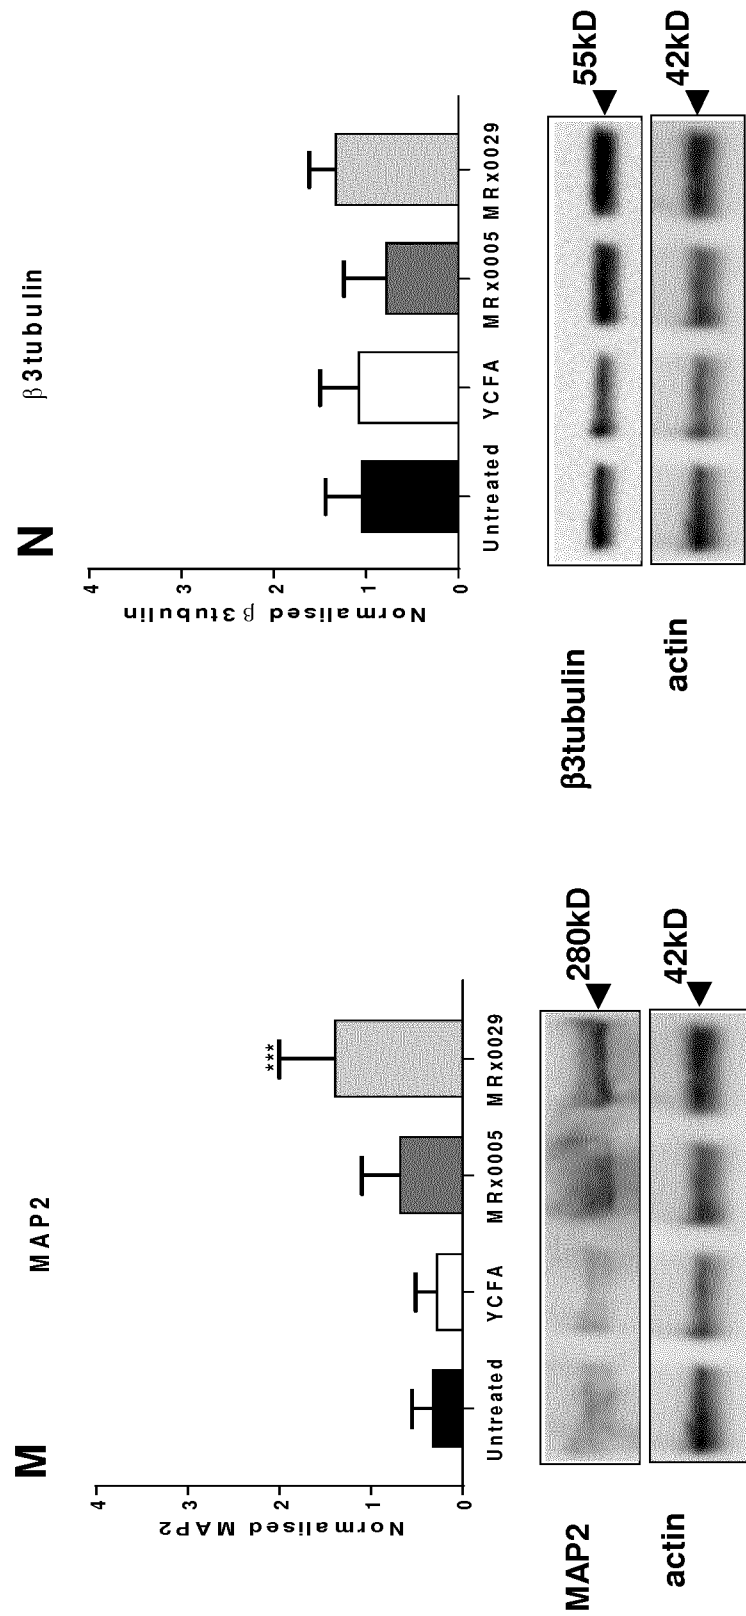 M
MAP2
Normalised MAP2
4
3
2
1
0
***
Untreated
YCFA
MRx0005
MRx0029
MAP2
280kD
actin
42kD
N
β3tubulin
Normalised β3tubulin
4
3
2
1
0
Untreated
YCFA
MRx0005
MRx0029
β3tubulin
55kD
actin
42kD